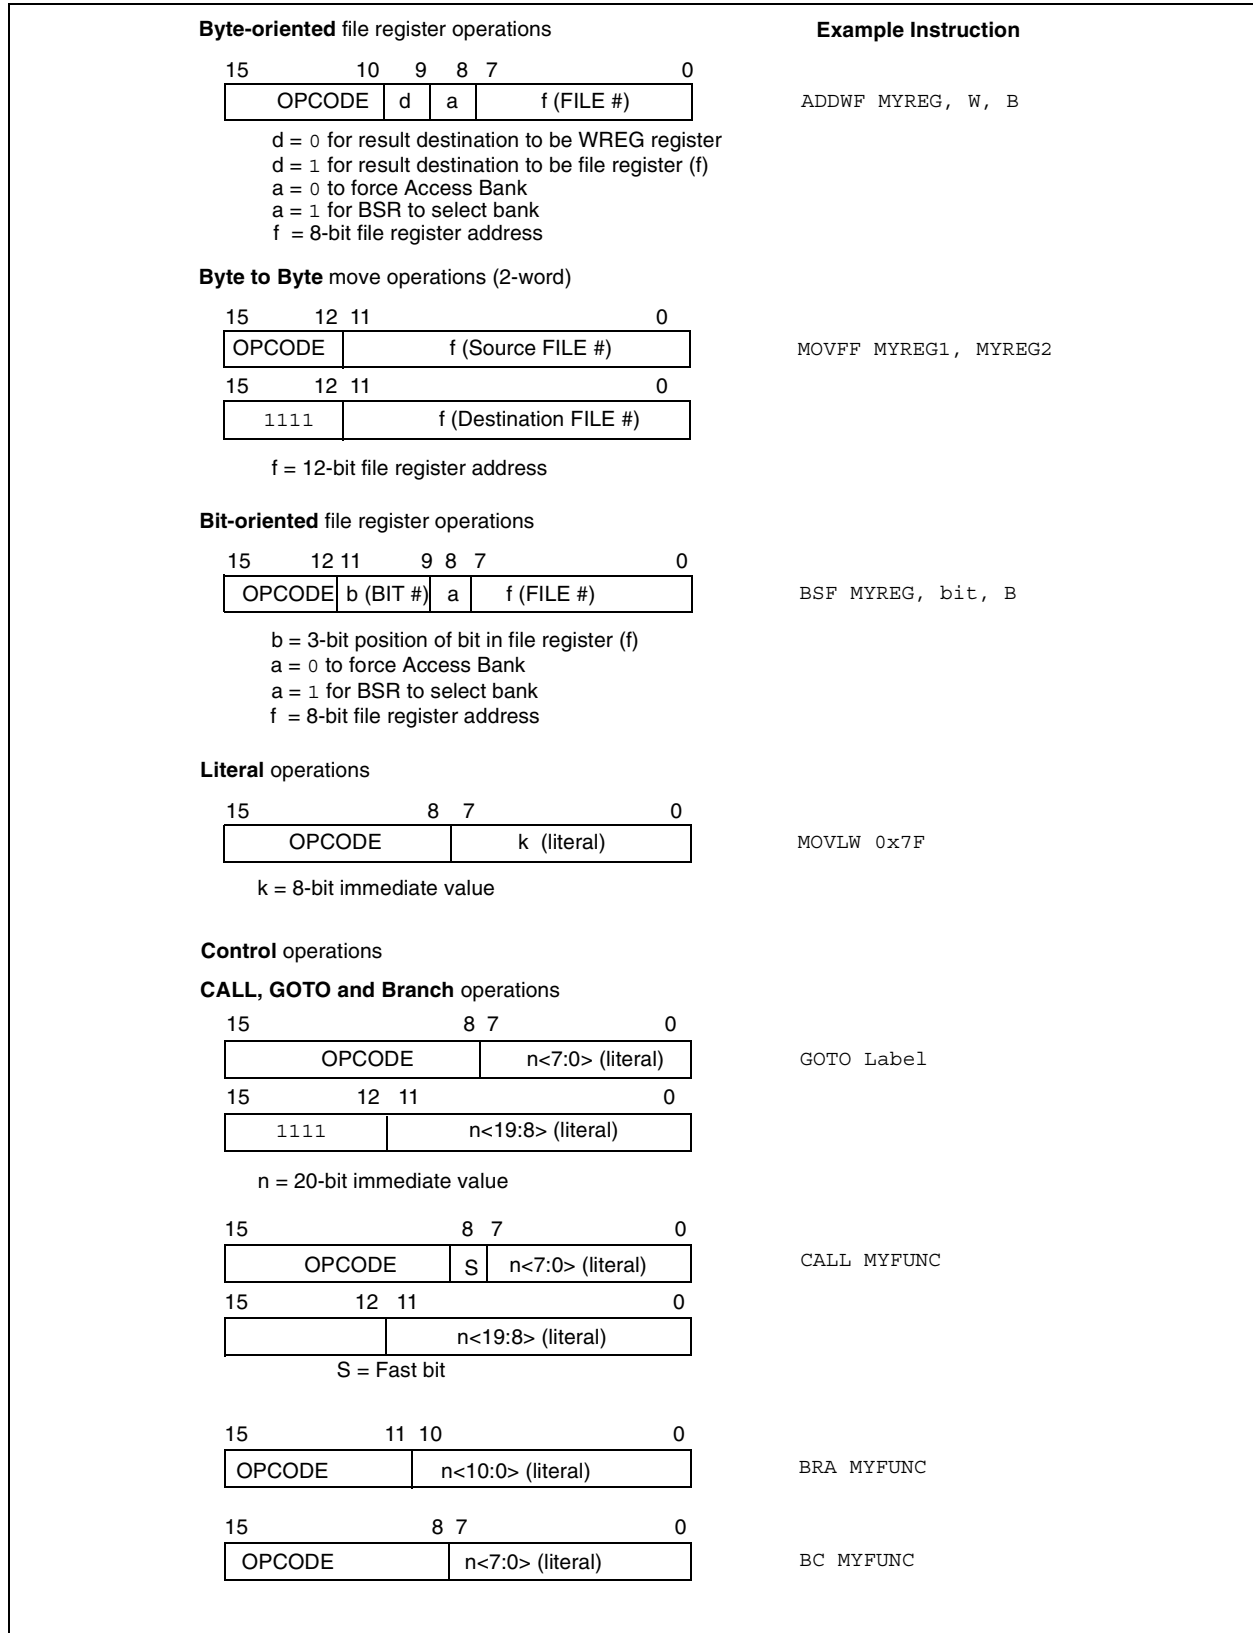 Byte-oriented file register operations Example Instruction
15 10 9 8 7 0
OPCODE d a f (FILE #) ADDWF MYREG, W, B
d = 0 for result destination to be WREG register
d = 1 for result destination to be file register (f)
a = 0 to force Access Bank
a = 1 for BSR to select bank
f = 8-bit file register address
Byte to Byte move operations (2-word)
15 12 11 0
OPCODE f (Source FILE #) MOVFF MYREG1, MYREG2
15 12 11 0
1111 f (Destination FILE #)
f = 12-bit file register address
Bit-oriented file register operations
15 12 11 9 8 7 0
OPCODE b (BIT #) a f (FILE #) BSF MYREG, bit, B
b = 3-bit position of bit in file register (f)
a = 0 to force Access Bank
a = 1 for BSR to select bank
f = 8-bit file register address
Literal operations
15 8 7 0
OPCODE k (literal) MOVLW 0x7F
k = 8-bit immediate value
Control operations
CALL, GOTO and Branch operations
15 8 7 0
OPCODE n<7:0> (literal) GOTO Label
15 12 11 0
1111 n<19:8> (literal)
n = 20-bit immediate value
15 8 7 0
OPCODE S n<7:0> (literal) CALL MYFUNC
15 12 11 0
n<19:8> (literal)
S = Fast bit
15 11 10 0
OPCODE n<10:0> (literal) BRA MYFUNC
15 8 7 0
OPCODE n<7:0> (literal) BC MYFUNC